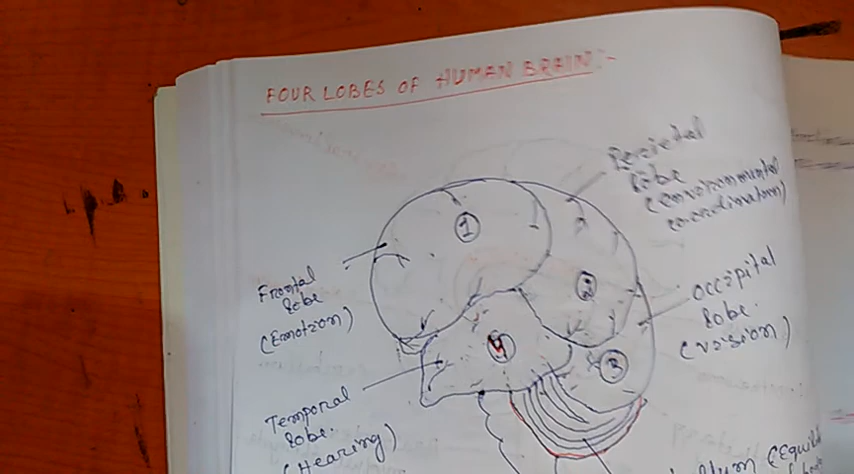 FOUR LOBES OF HUMAN BRAIN:-
Pereietal
lobe
(environmental
coordination)
1
Frontal
lobe
(Emotion)
2
Occipital
lobe.
(vision)
4
3
Temporal
lobe.
(Hearing)